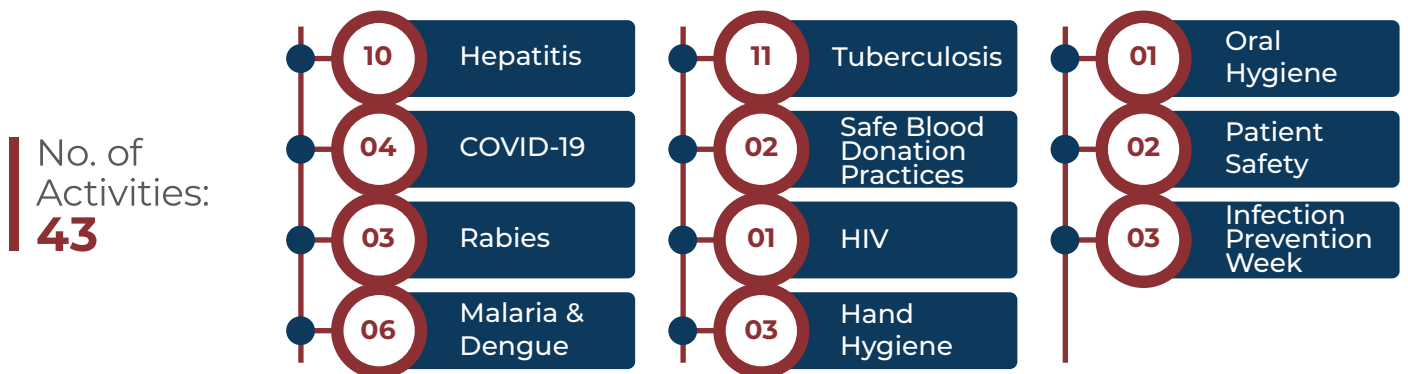 No. of
Activities:
43
10 Hepatitis
04 COVID-19
03 Rabies
06 Malaria &
Dengue
11 Tuberculosis
02 Safe Blood
Donation
Practices
01 HIV
03 Hand
Hygiene
01 Oral
Hygiene
02 Patient
Safety
03 Infection
Prevention
Week